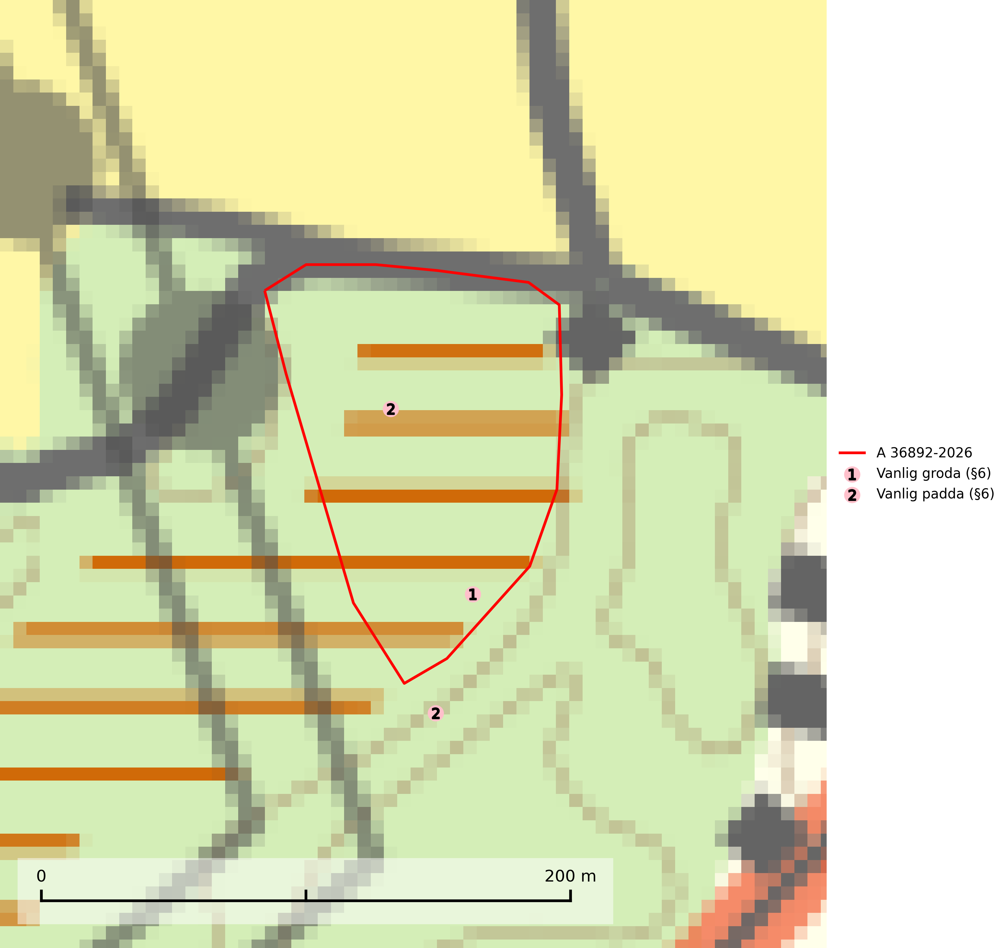 2
1
2
0 200 m
A 36892-2026
1 Vanlig groda (§6)
2 Vanlig padda (§6)